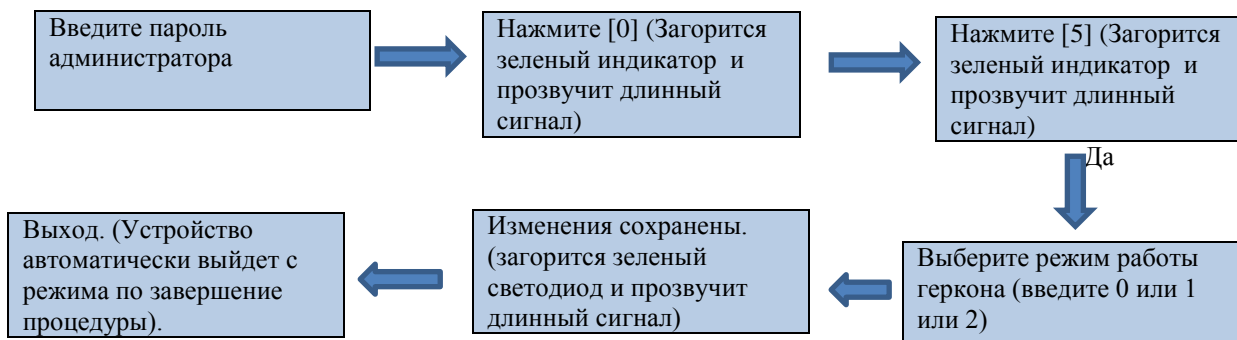 Введите пароль
администратора
Нажмите [0] (Загорится
зеленый индикатор и
прозвучит длинный
сигнал)
Нажмите [5] (Загорится
зеленый индикатор и
прозвучит длинный
сигнал)
Да
Выберите режим работы
геркона (введите 0 или 1
или 2)
Изменения сохранены.
(загорится зеленый
светодиод и прозвучит
длинный сигнал)
Выход. (Устройство
автоматически выйдет с
режима по завершение
процедуры).